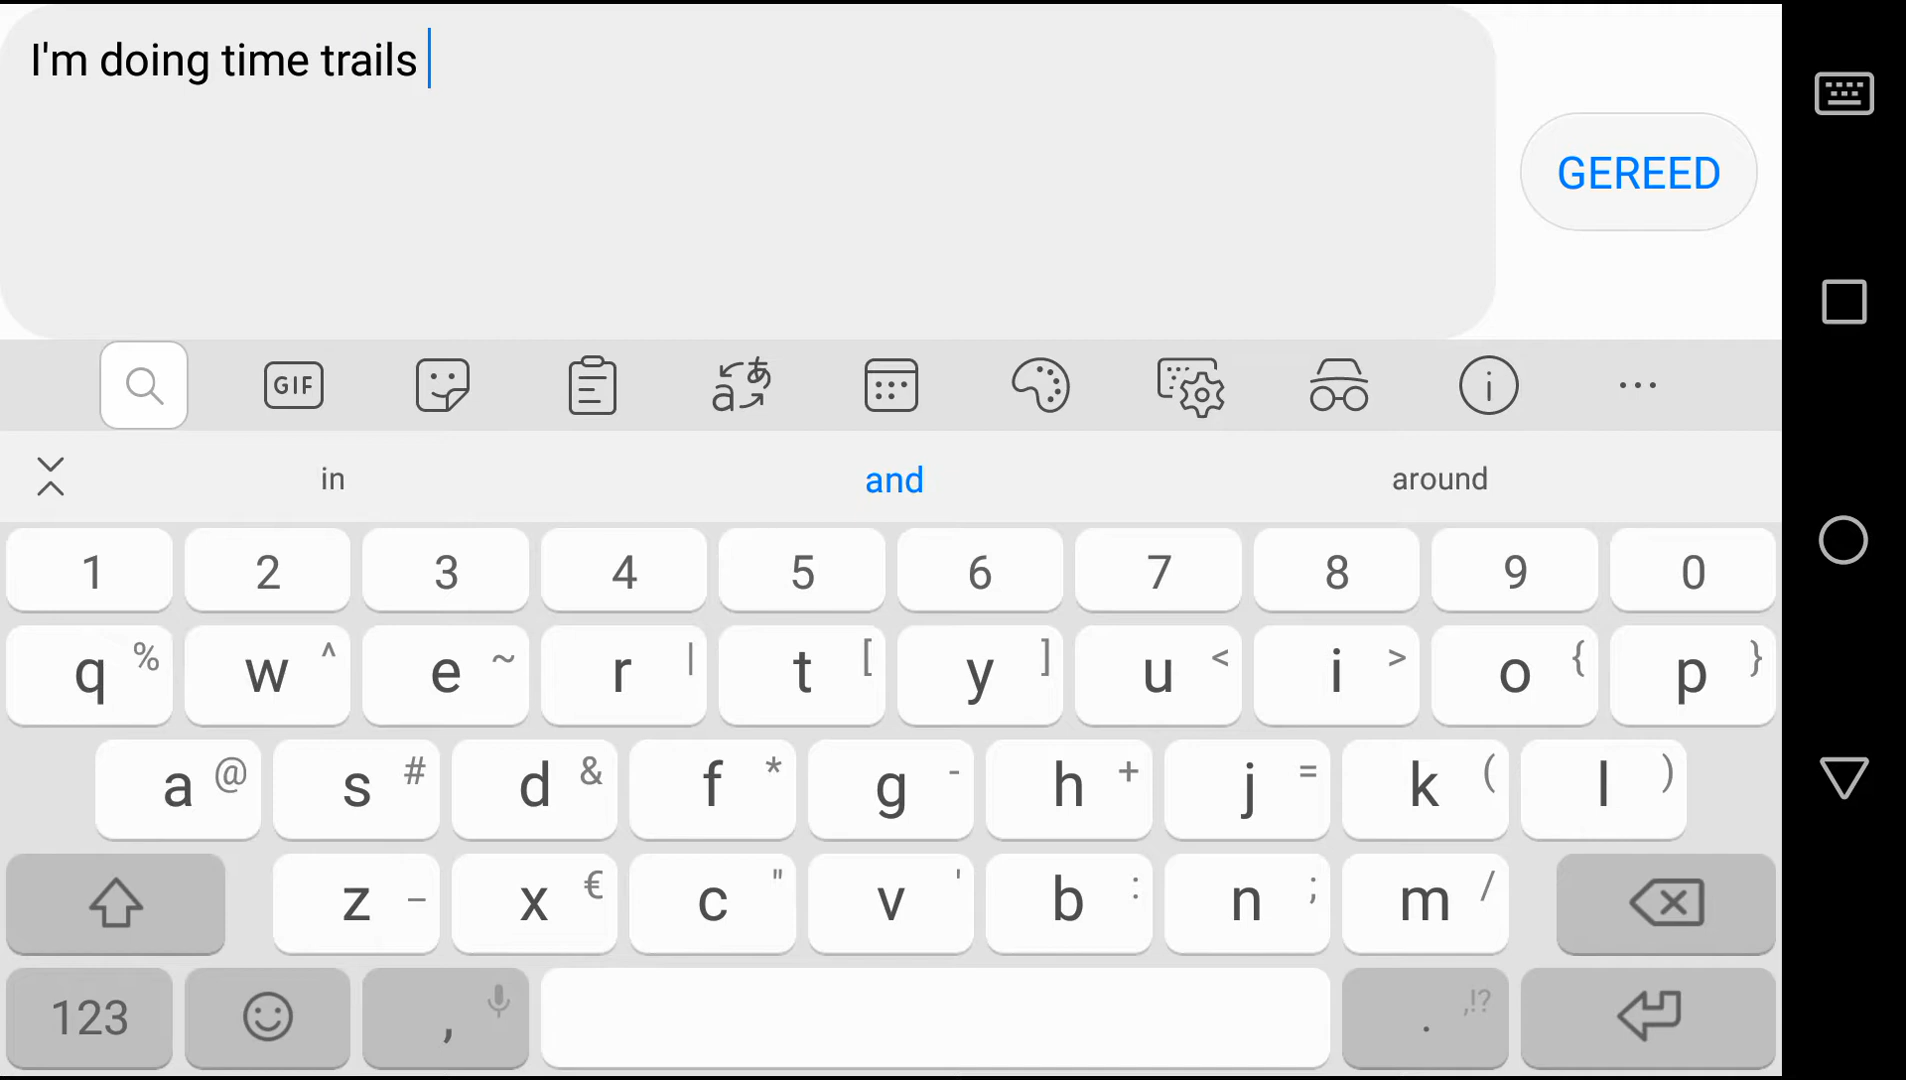 I'm doing time trails
GEREED
GIF
a あ
in and around
1 2 3 4 5 6 7 8 9 0
q % w ^ e ~ r | t [ y ] u < i > o { p }
a @ s # d & f * g - h + j = k ( l )
z _ x € c " v ' b : n ; m /
123 , . ,!?